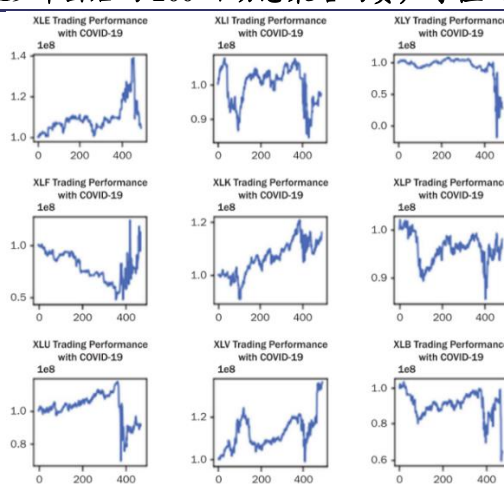 XLE Trading Performance
with COVID-19
1e8
1.4
1.2
1.0
0 200 400
XLI Trading Performance
with COVID-19
1e8
1.0
0.9
0 200 400
XLY Trading Performance
with COVID-19
1e8
1.0
0.5
0.0
0 200 400
XLF Trading Performance
with COVID-19
1e8
1.0
0.5
0 200 400
XLK Trading Performance
with COVID-19
1e8
1.2
1.0
0 200 400
XLP Trading Performance
with COVID-19
1e8
1.0
0.9
0 200 400
XLU Trading Performance
with COVID-19
1e8
1.0
0.8
0 200 400
XLV Trading Performance
with COVID-19
1e8
1.2
1.0
0 200 400
XLB Trading Performance
with COVID-19
1e8
1.0
0.8
0.6
0 200 400